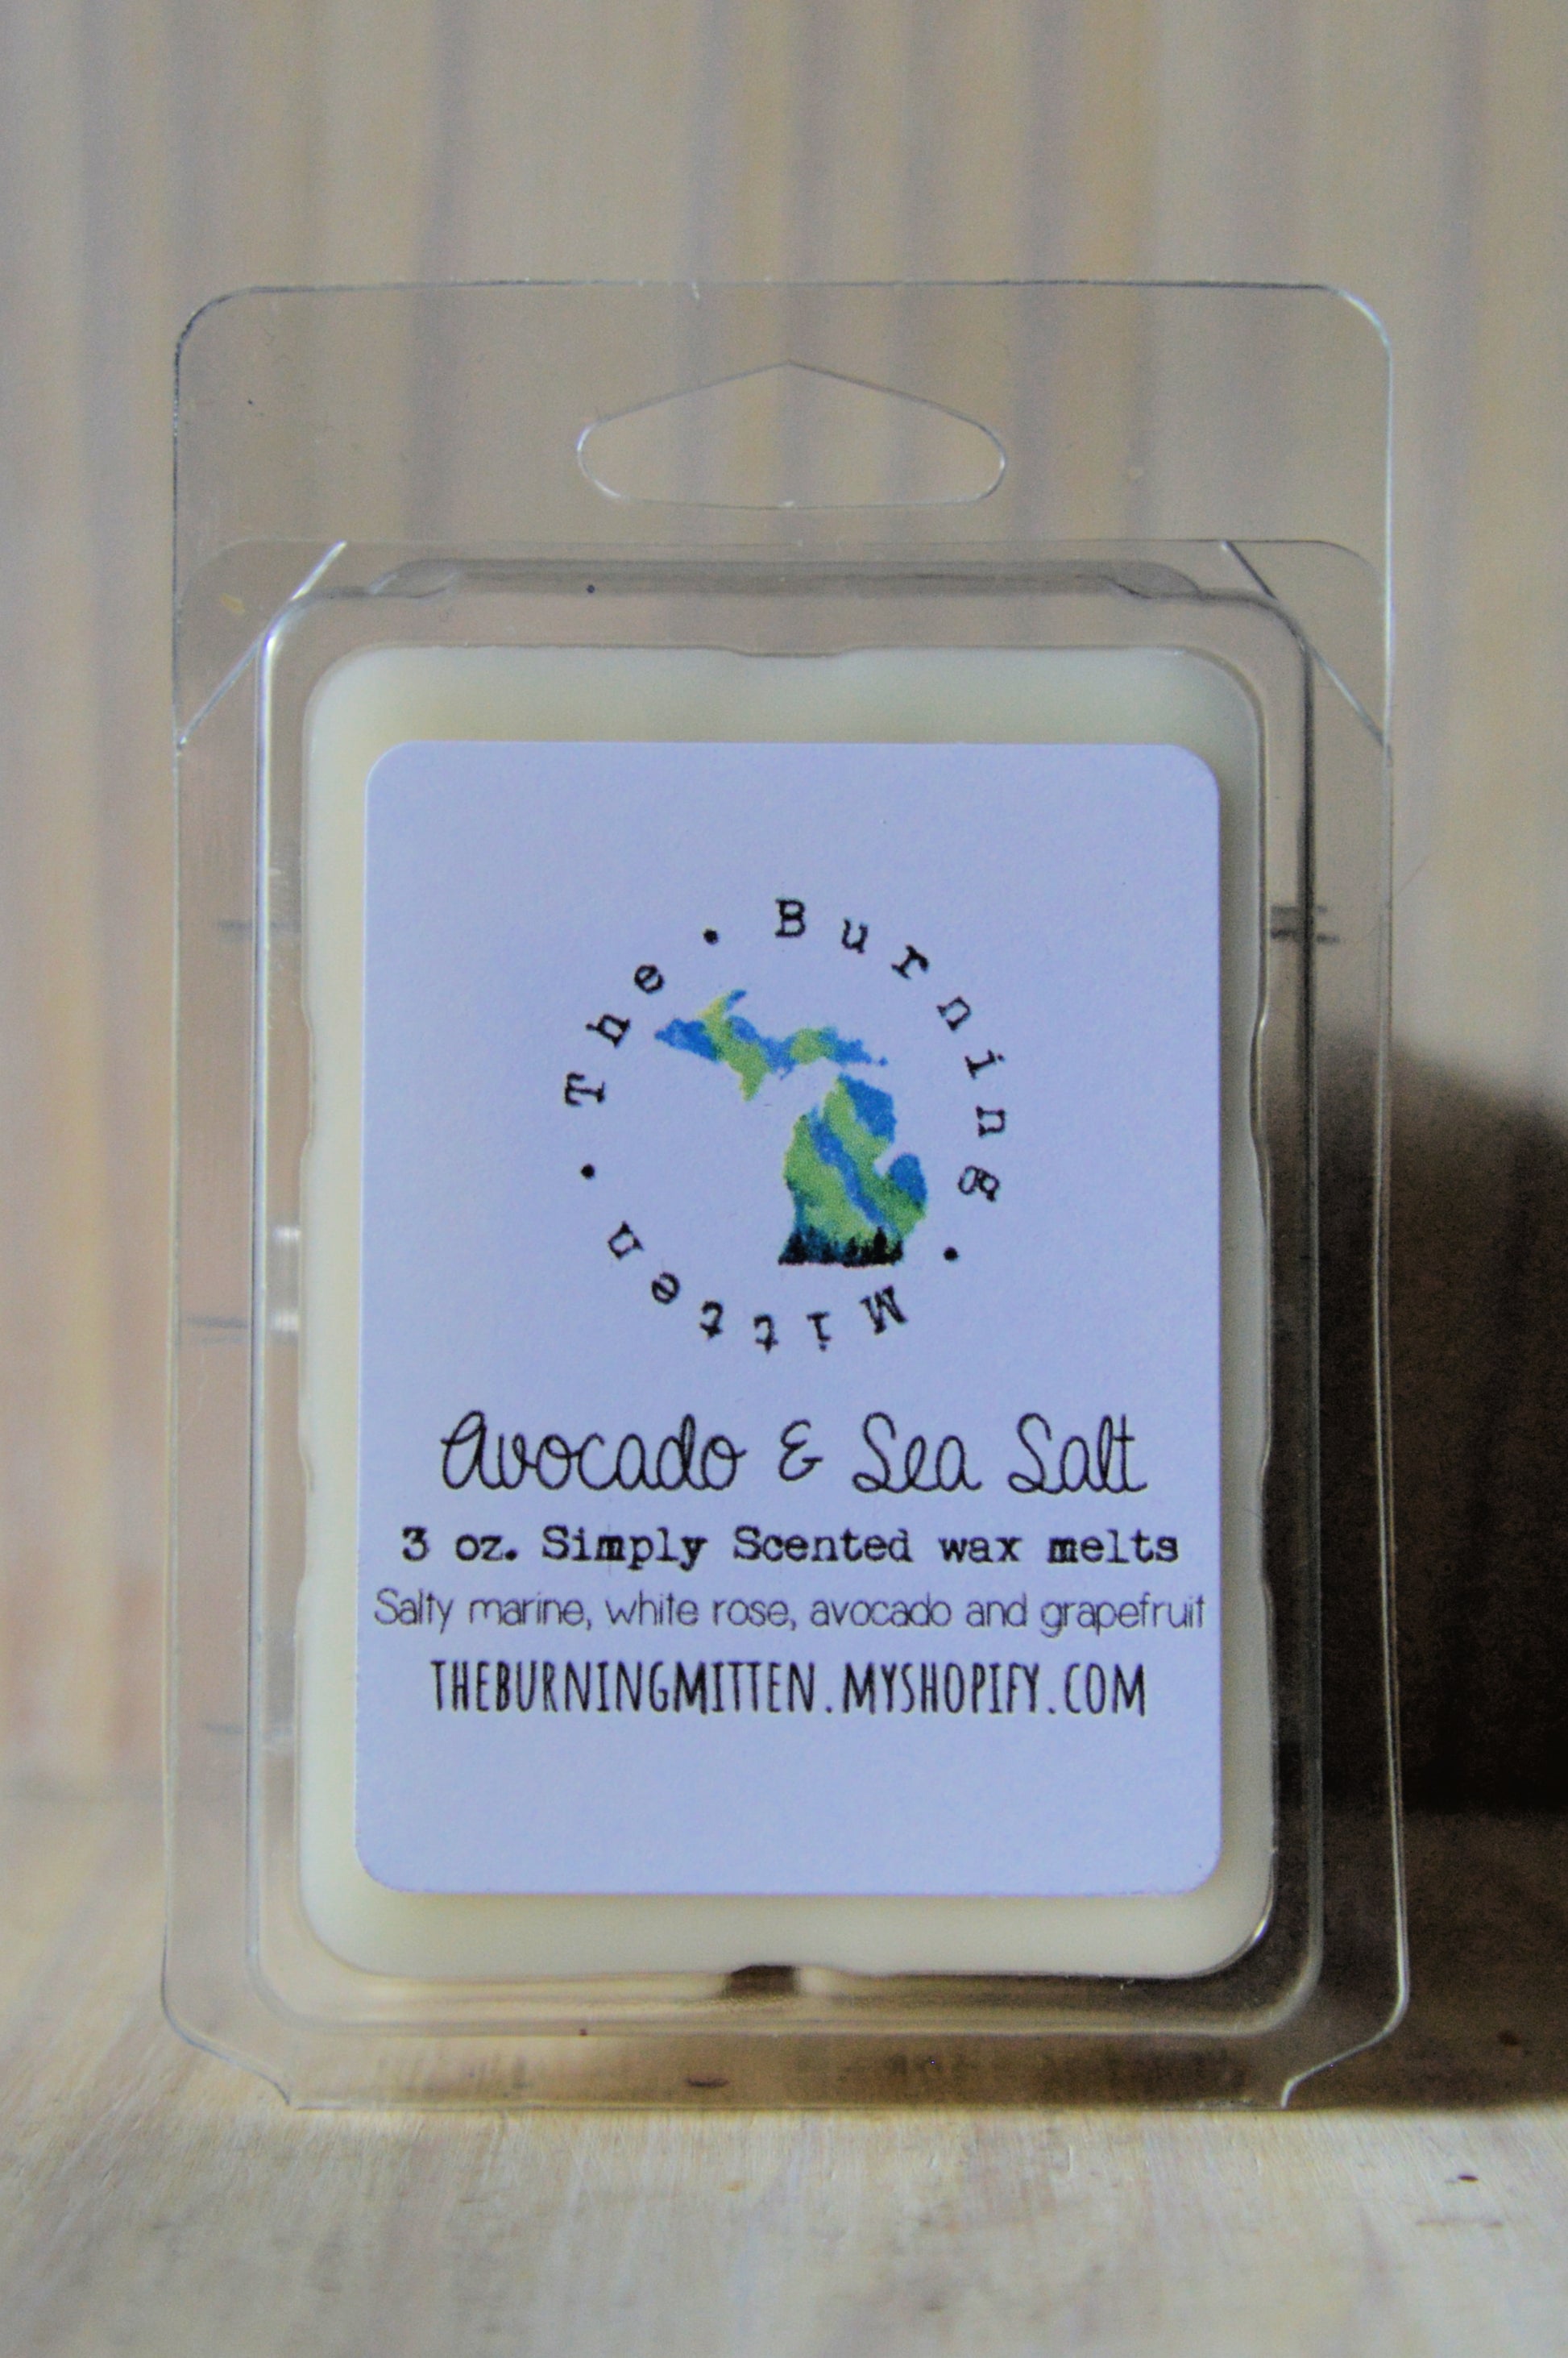 The • Burning • Mitten •
Avocado & Sea Salt
3 oz. Simply Scented wax melts
Salty marine, white rose, avocado and grapefruit
THEBURNINGMITTEN.MYSHOPIFY.COM